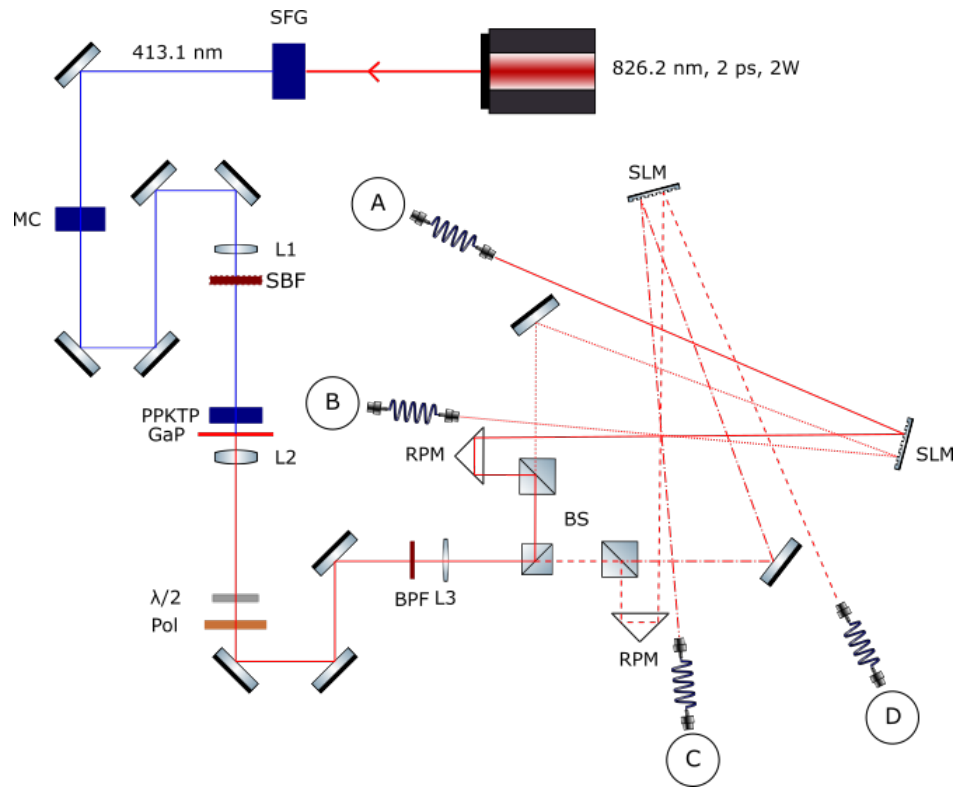 SFG
413.1 nm
826.2 nm, 2 ps, 2W
SLM
A
MC
L1
SBF
B
PPKTP
GaP
RPM
SLM
L2
BS
λ/2
BPF
L3
Pol
RPM
D
C